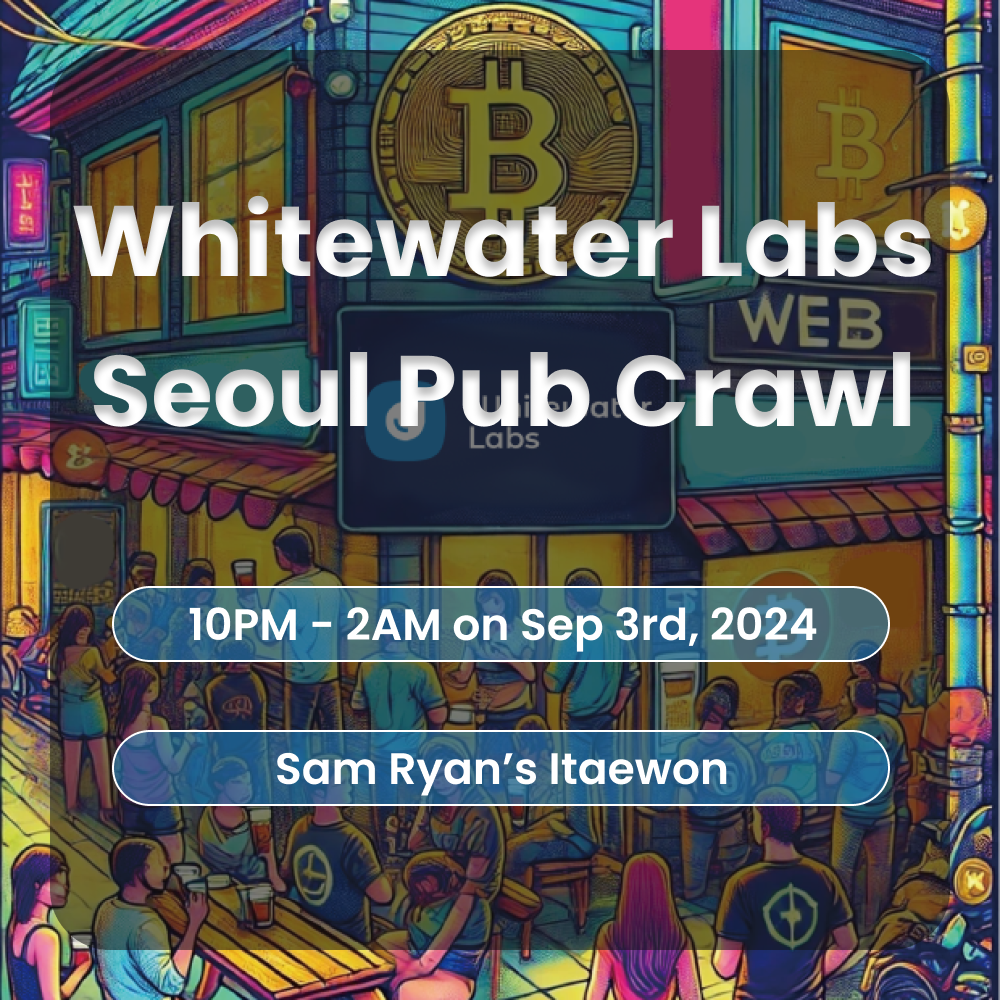 Whitewater Labs
WEB
Seoul Pub Crawl
Whitewater
Labs
10PM - 2AM on Sep 3rd, 2024
Sam Ryan’s Itaewon